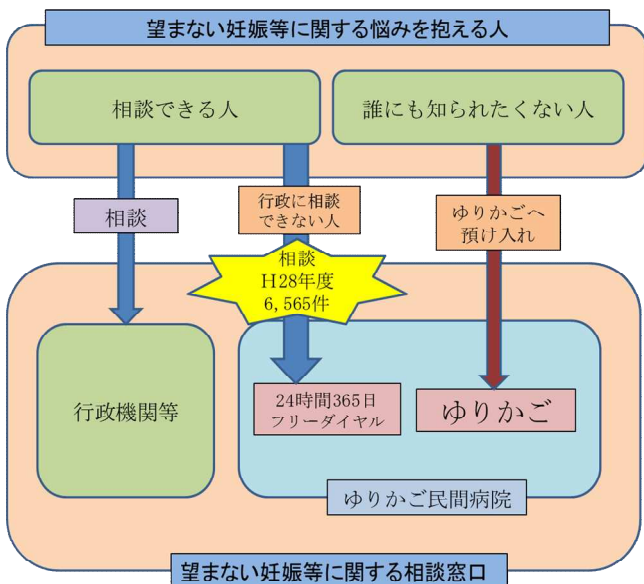 望まない妊娠等に関する悩みを抱える人
相談できる人
誰にも知られたくない人
相談
行政に相談
できない人
ゆりかごへ
預け入れ
相談
H28年度
6,565件
行政機関等
24時間365日
フリーダイヤル
ゆりかご
ゆりかご民間病院
望まない妊娠等に関する相談窓口